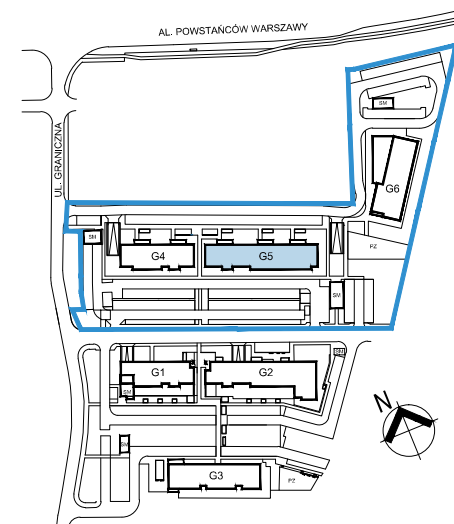 AL. POWSTAŃCÓW WARSZAWY
UL. GRANICZNA
SM
G6
SM
G4
G5
PZ
SM
G1
G2
SM
SM
SM
G3
PZ
N